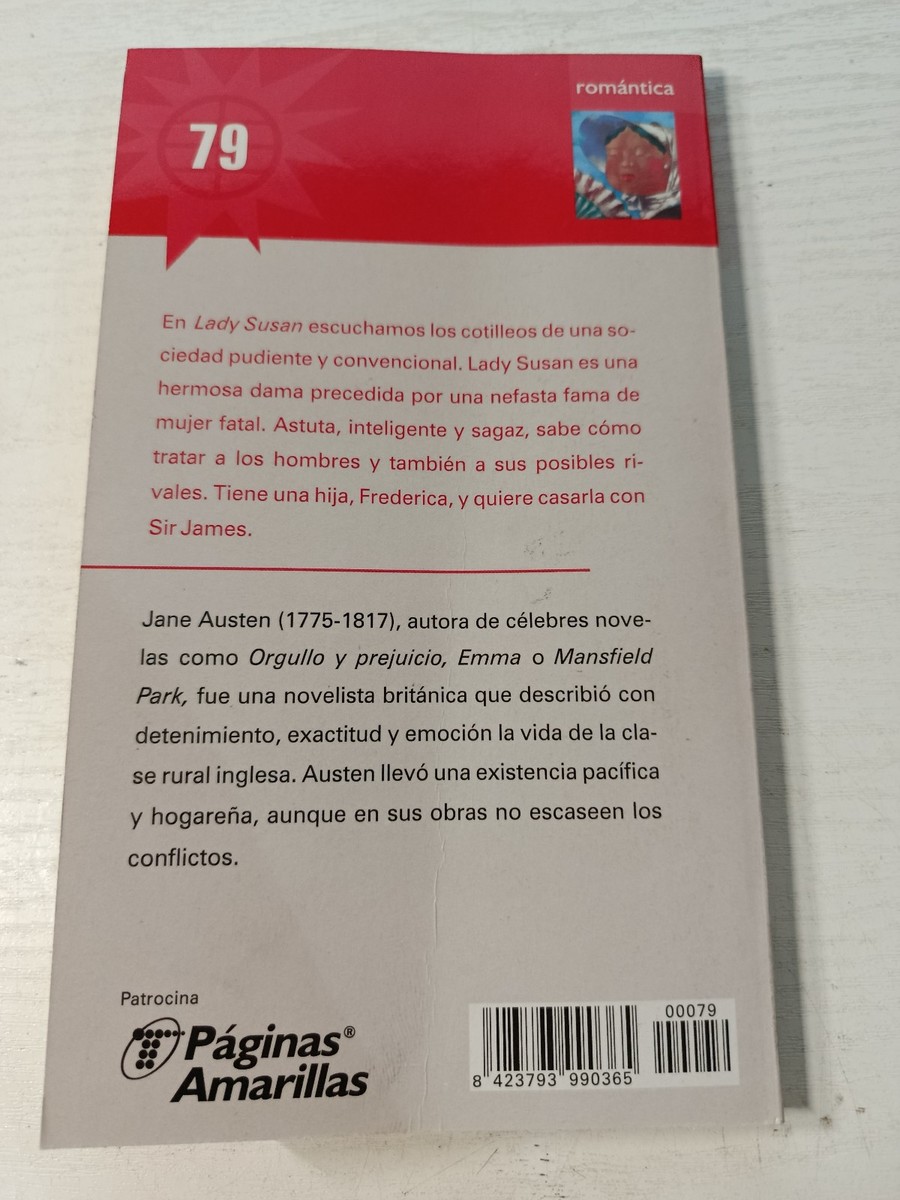 79
romántica
En Lady Susan escuchamos los cotilleos de una so-
ciedad pudiente y convencional. Lady Susan es una
hermosa dama precedida por una nefasta fama de
mujer fatal. Astuta, inteligente y sagaz, sabe cómo
tratar a los hombres y también a sus posibles ri-
vales. Tiene una hija, Frederica, y quiere casarla con
Sir James.
Jane Austen (1775-1817), autora de célebres nove-
las como Orgullo y prejuicio, Emma o Mansfield
Park, fue una novelista británica que describió con
detenimiento, exactitud y emoción la vida de la cla-
se rural inglesa. Austen llevó una existencia pacífica
y hogareña, aunque en sus obras no escaseen los
conflictos.
Patrocina
Páginas®
Amarillas
00079
8 423793 990365